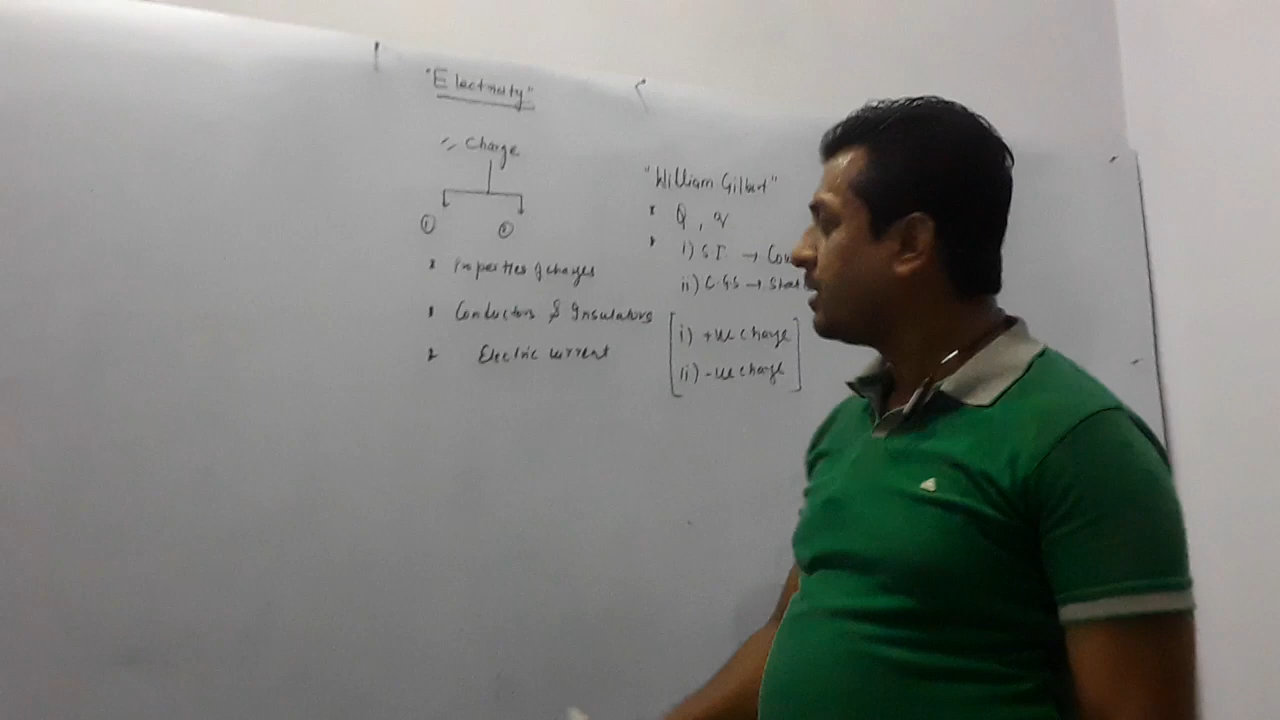 "Electricity"
Charge
① ②
* Properties of charges
* Conductors & Insulators
* Electric current
"William Gilbert"
* Q, q
* i) S.I → Cou
ii) C.G.S → Stat
i) +ve charge
ii) -ve charge